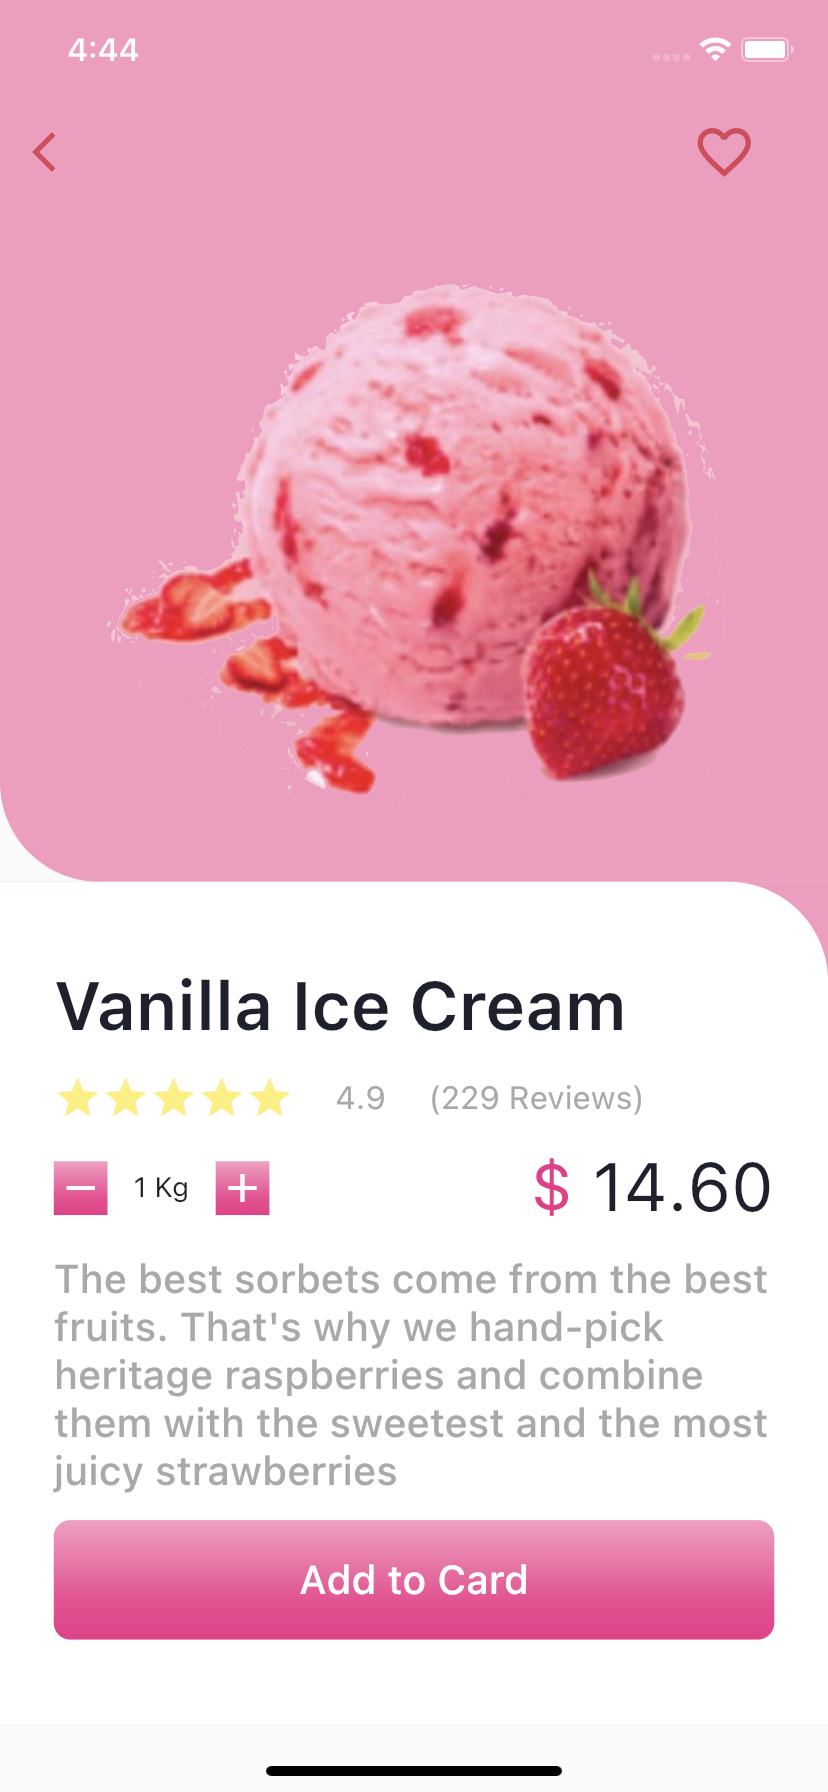 4:44
Vanilla Ice Cream
4.9 (229 Reviews)
1 Kg $ 14.60
The best sorbets come from the best
fruits. That's why we hand-pick
heritage raspberries and combine
them with the sweetest and the most
juicy strawberries
Add to Card